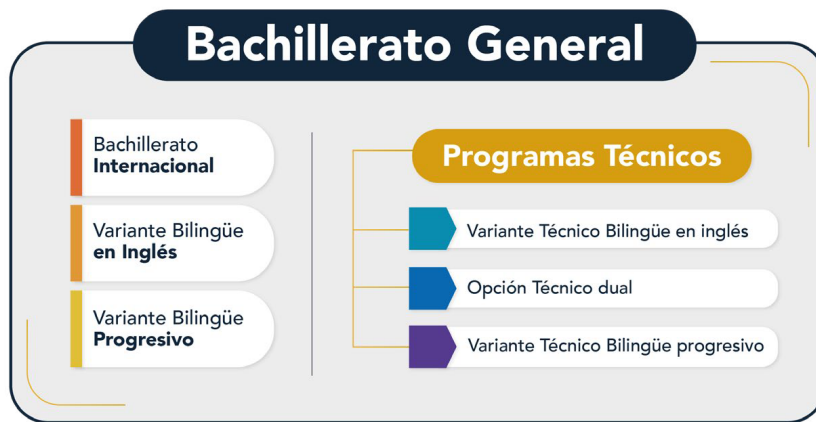 Bachillerato General
Bachillerato
Internacional
Variante Bilingüe
en Inglés
Variante Bilingüe
Progresivo
Programas Técnicos
Variante Técnico Bilingüe en inglés
Opción Técnico dual
Variante Técnico Bilingüe progresivo